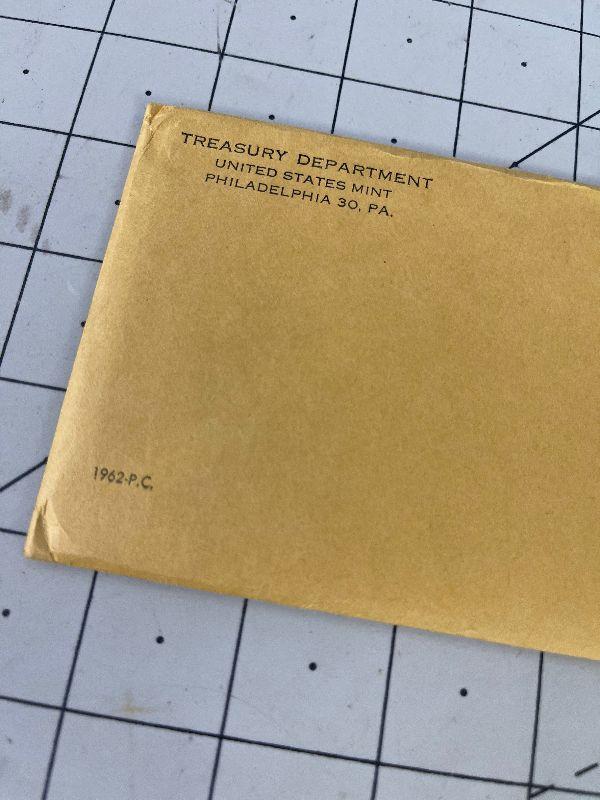 TREASURY DEPARTMENT
UNITED STATES MINT
PHILADELPHIA 30, PA.
1962-P.C.